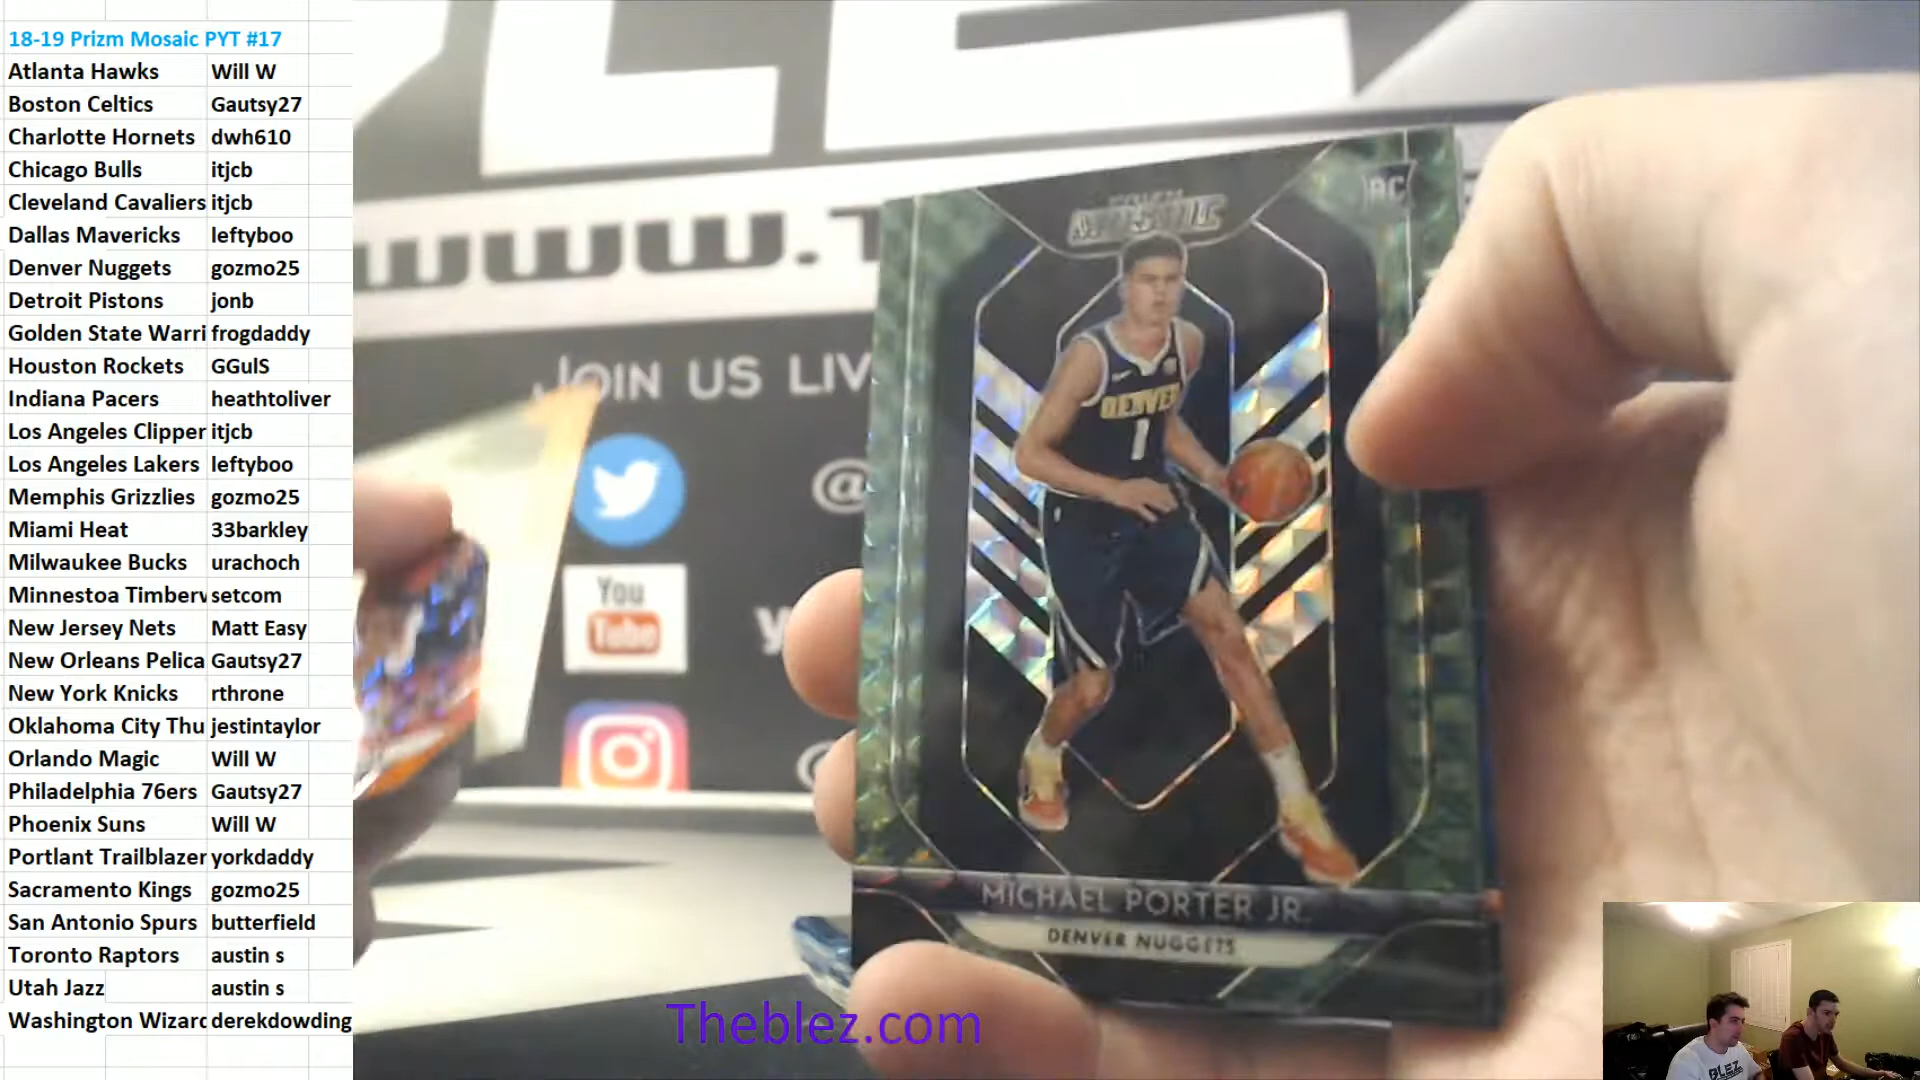 18-19 Prizm Mosaic PYT #17
Atlanta Hawks Will W
Boston Celtics Gautsy27
Charlotte Hornets dwh610
Chicago Bulls itjcb
Cleveland Cavaliers itjcb
Dallas Mavericks leftyboo
Denver Nuggets gozmo25
Detroit Pistons jonb
Golden State Warri frogdaddy
Houston Rockets GGulS
Indiana Pacers heathtoliver
Los Angeles Clipper itjcb
Los Angeles Lakers leftyboo
Memphis Grizzlies gozmo25
Miami Heat 33barkley
Milwaukee Bucks urachoch
Minnestoa Timberv setcom
New Jersey Nets Matt Easy
New Orleans Pelica Gautsy27
New York Knicks rthrone
Oklahoma City Thu jestintaylor
Orlando Magic Will W
Philadelphia 76ers Gautsy27
Phoenix Suns Will W
Portlant Trailblazer yorkdaddy
Sacramento Kings gozmo25
San Antonio Spurs butterfield
Toronto Raptors austin s
Utah Jazz austin s
Washington Wizard derekdowding
www.T
JOIN US LIV
@
You
Tube
y
@
MOSAIC
RC
DENVER
1
MICHAEL PORTER JR.
DENVER NUGGETS
Theblez.com
BLEZ